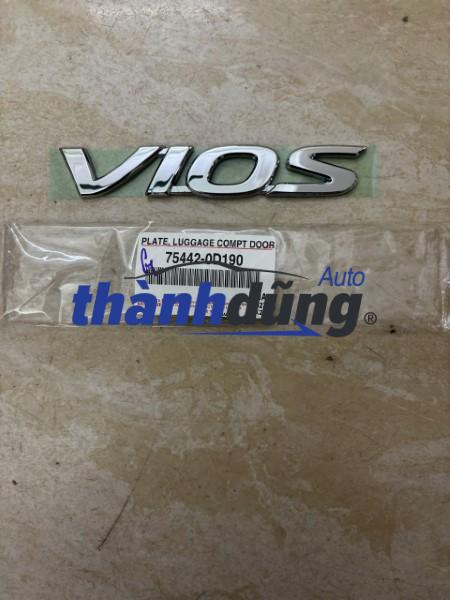 VIOS
PLATE, LUGGAGE COMPT DOOR
75442-0D190
Auto
thànhdũng®